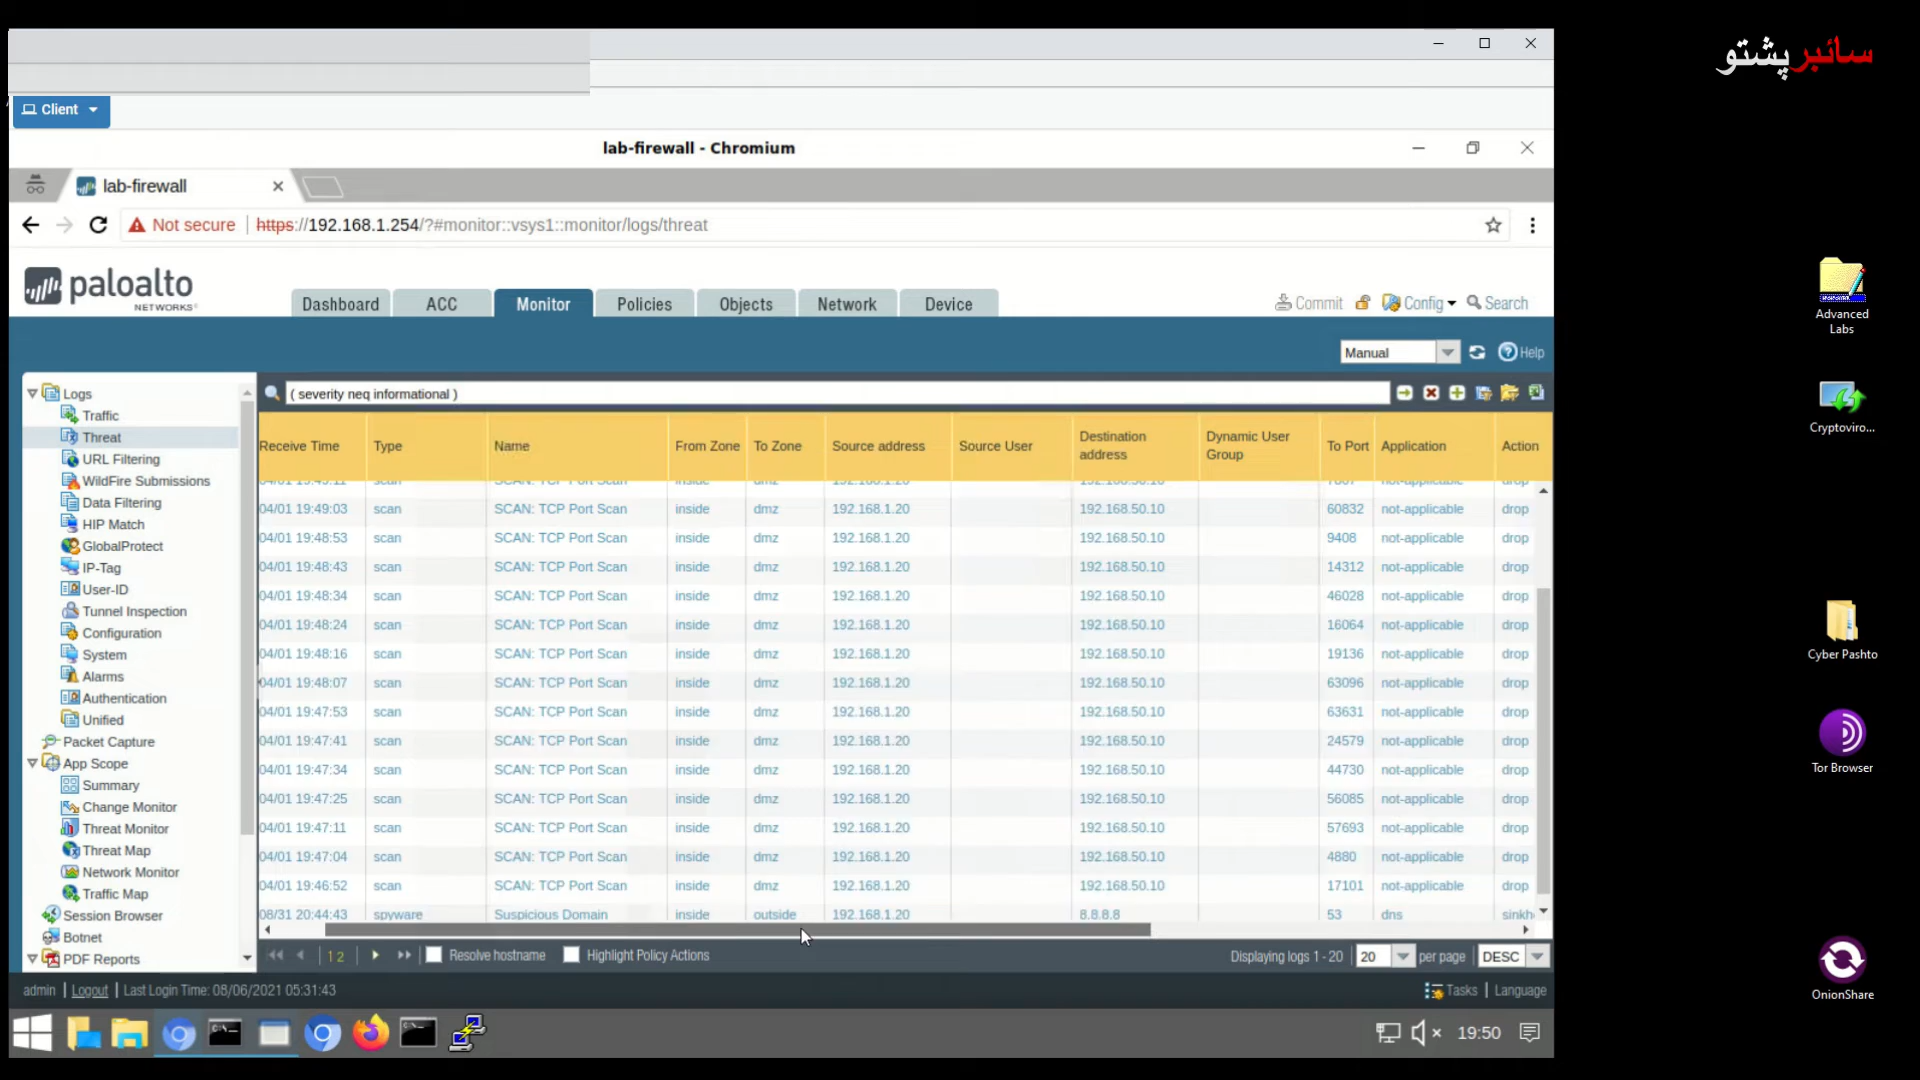 سائبر پشتو
Client
lab-firewall - Chromium
lab-firewall
Not secure https://192.168.1.254/?#monitor::vsys1::monitor/logs/threat
paloalto
NETWORKS
Dashboard ACC Monitor Policies Objects Network Device
Commit Config Search
Manual Help
( severity neq informational )
Logs
Traffic
Threat
URL Filtering
WildFire Submissions
Data Filtering
HIP Match
GlobalProtect
IP-Tag
User-ID
Tunnel Inspection
Configuration
System
Alarms
Authentication
Unified
Packet Capture
App Scope
Summary
Change Monitor
Threat Monitor
Threat Map
Network Monitor
Traffic Map
Session Browser
Botnet
PDF Reports
Receive Time Type Name From Zone To Zone Source address Source User Destination address Dynamic User Group To Port Application Action
04/01 19:49:03 scan SCAN: TCP Port Scan inside dmz 192.168.1.20 192.168.50.10 60832 not-applicable drop
04/01 19:48:53 scan SCAN: TCP Port Scan inside dmz 192.168.1.20 192.168.50.10 9408 not-applicable drop
04/01 19:48:43 scan SCAN: TCP Port Scan inside dmz 192.168.1.20 192.168.50.10 14312 not-applicable drop
04/01 19:48:34 scan SCAN: TCP Port Scan inside dmz 192.168.1.20 192.168.50.10 46028 not-applicable drop
04/01 19:48:24 scan SCAN: TCP Port Scan inside dmz 192.168.1.20 192.168.50.10 16064 not-applicable drop
04/01 19:48:16 scan SCAN: TCP Port Scan inside dmz 192.168.1.20 192.168.50.10 19136 not-applicable drop
04/01 19:48:07 scan SCAN: TCP Port Scan inside dmz 192.168.1.20 192.168.50.10 63096 not-applicable drop
04/01 19:47:53 scan SCAN: TCP Port Scan inside dmz 192.168.1.20 192.168.50.10 63631 not-applicable drop
04/01 19:47:41 scan SCAN: TCP Port Scan inside dmz 192.168.1.20 192.168.50.10 24579 not-applicable drop
04/01 19:47:34 scan SCAN: TCP Port Scan inside dmz 192.168.1.20 192.168.50.10 44730 not-applicable drop
04/01 19:47:25 scan SCAN: TCP Port Scan inside dmz 192.168.1.20 192.168.50.10 56085 not-applicable drop
04/01 19:47:11 scan SCAN: TCP Port Scan inside dmz 192.168.1.20 192.168.50.10 57693 not-applicable drop
04/01 19:47:04 scan SCAN: TCP Port Scan inside dmz 192.168.1.20 192.168.50.10 4880 not-applicable drop
04/01 19:46:52 scan SCAN: TCP Port Scan inside dmz 192.168.1.20 192.168.50.10 17101 not-applicable drop
08/31 20:44:43 spyware Suspicious Domain inside outside 192.168.1.20 8.8.8.8 53 dns sinkh
1 2 Resolve hostname Highlight Policy Actions Displaying logs 1 - 20 20 per page DESC
admin | Logout | Last Login Time: 08/06/2021 05:31:43 Tasks | Language
19:50
Advanced Labs
Cryptoviro...
Cyber Pashto
Tor Browser
OnionShare